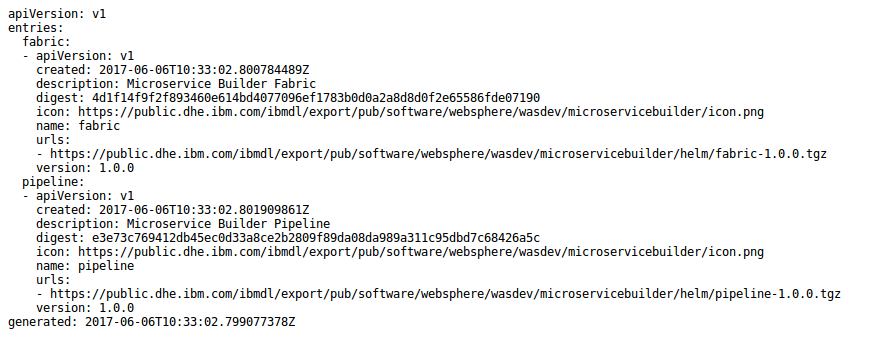 apiVersion: v1
entries:
  fabric:
  - apiVersion: v1
    created: 2017-06-06T10:33:02.800784489Z
    description: Microservice Builder Fabric
    digest: 4d1f14f9f2f893460e614bd4077096ef1783b0d0a2a8d8d0f2e65586fde07190
    icon: https://public.dhe.ibm.com/ibmdl/export/pub/software/websphere/wasdev/microservicebuilder/icon.png
    name: fabric
    urls:
    - https://public.dhe.ibm.com/ibmdl/export/pub/software/websphere/wasdev/microservicebuilder/helm/fabric-1.0.0.tgz
    version: 1.0.0
  pipeline:
  - apiVersion: v1
    created: 2017-06-06T10:33:02.801909861Z
    description: Microservice Builder Pipeline
    digest: e3e73c769412db45ec0d33a8ce2b2809f89da08da989a311c95dbd7c68426a5c
    icon: https://public.dhe.ibm.com/ibmdl/export/pub/software/websphere/wasdev/microservicebuilder/icon.png
    name: pipeline
    urls:
    - https://public.dhe.ibm.com/ibmdl/export/pub/software/websphere/wasdev/microservicebuilder/helm/pipeline-1.0.0.tgz
    version: 1.0.0
generated: 2017-06-06T10:33:02.799077378Z